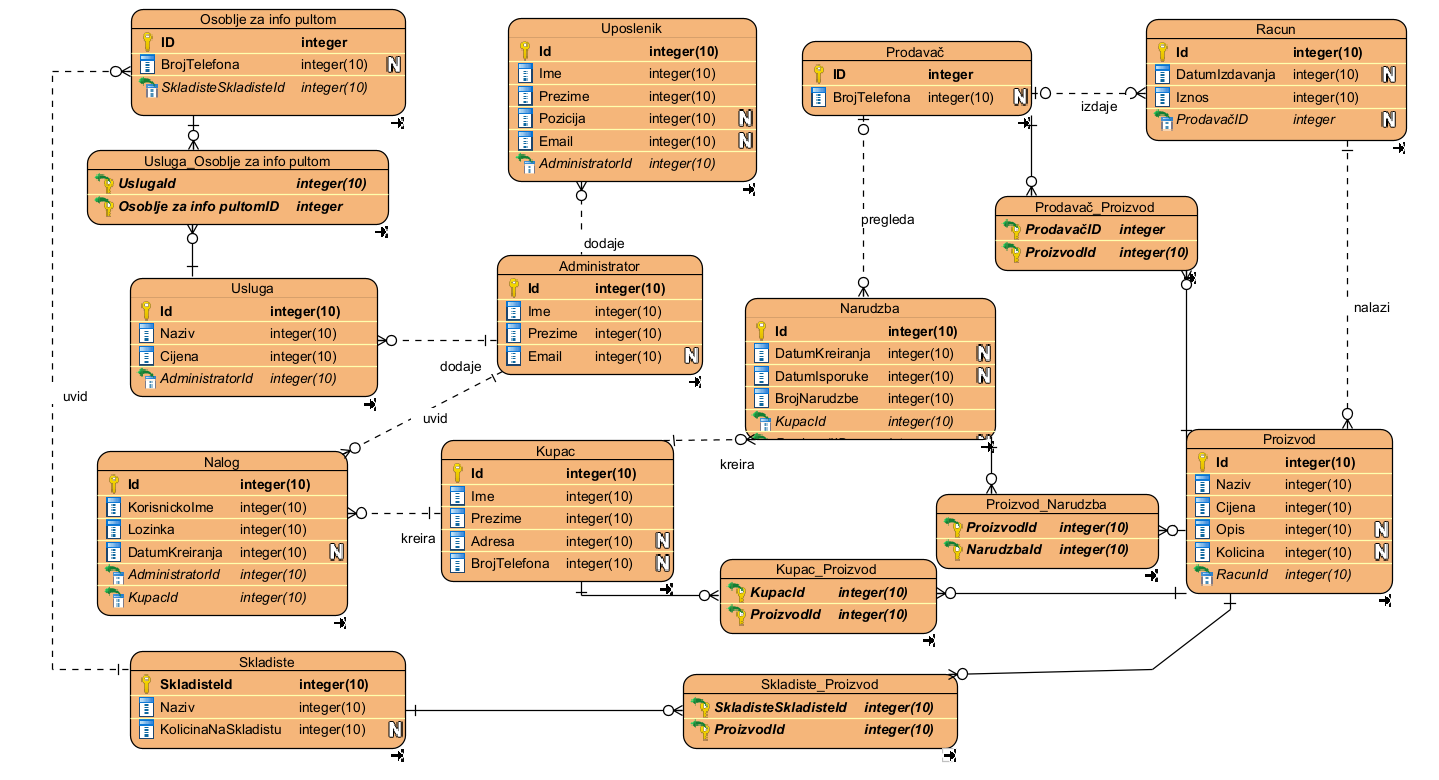 Osoblje za info pultom
ID integer
BrojTelefona integer(10) N
SkladisteSkladisteId integer(10)
Uposlenik
Id integer(10)
Ime integer(10)
Prezime integer(10)
Pozicija integer(10) N
Email integer(10) N
AdministratorId integer(10)
Prodavač
ID integer
BrojTelefona integer(10) N
Racun
Id integer(10)
DatumIzdavanja integer(10) N
Iznos integer(10)
ProdavačID integer N
izdaje
Usluga_Osoblje za info pultom
UslugaId integer(10)
Osoblje za info pultomID integer
Prodavač_Proizvod
ProdavačID integer
ProizvodId integer(10)
pregleda
dodaje
Administrator
Id integer(10)
Ime integer(10)
Prezime integer(10)
Email integer(10) N
Usluga
Id integer(10)
Naziv integer(10)
Cijena integer(10)
AdministratorId integer(10)
dodaje
Narudzba
Id integer(10)
DatumKreiranja integer(10) N
DatumIsporuke integer(10) N
BrojNarudzbe integer(10)
KupacId integer(10)
nalazi
uvid
uvid
kreira
Nalog
Id integer(10)
KorisnickoIme integer(10)
Lozinka integer(10)
DatumKreiranja integer(10) N
AdministratorId integer(10)
KupacId integer(10)
kreira
Kupac
Id integer(10)
Ime integer(10)
Prezime integer(10)
Adresa integer(10) N
BrojTelefona integer(10) N
Proizvod
Id integer(10)
Naziv integer(10)
Cijena integer(10)
Opis integer(10) N
Kolicina integer(10) N
RacunId integer(10)
Proizvod_Narudzba
ProizvodId integer(10)
NarudzbaId integer(10)
Kupac_Proizvod
KupacId integer(10)
ProizvodId integer(10)
Skladiste
SkladisteId integer(10)
Naziv integer(10)
KolicinaNaSkladistu integer(10) N
Skladiste_Proizvod
SkladisteSkladisteId integer(10)
ProizvodId integer(10)